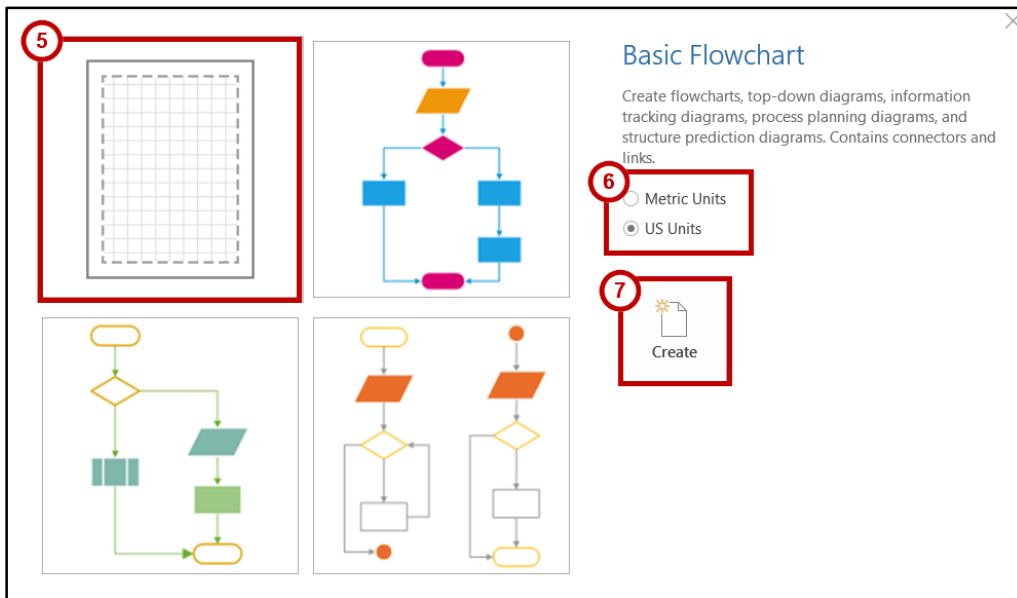 5
Basic Flowchart
Create flowcharts, top-down diagrams, information
tracking diagrams, process planning diagrams, and
structure prediction diagrams. Contains connectors and
links.
6
Metric Units
US Units
7
Create